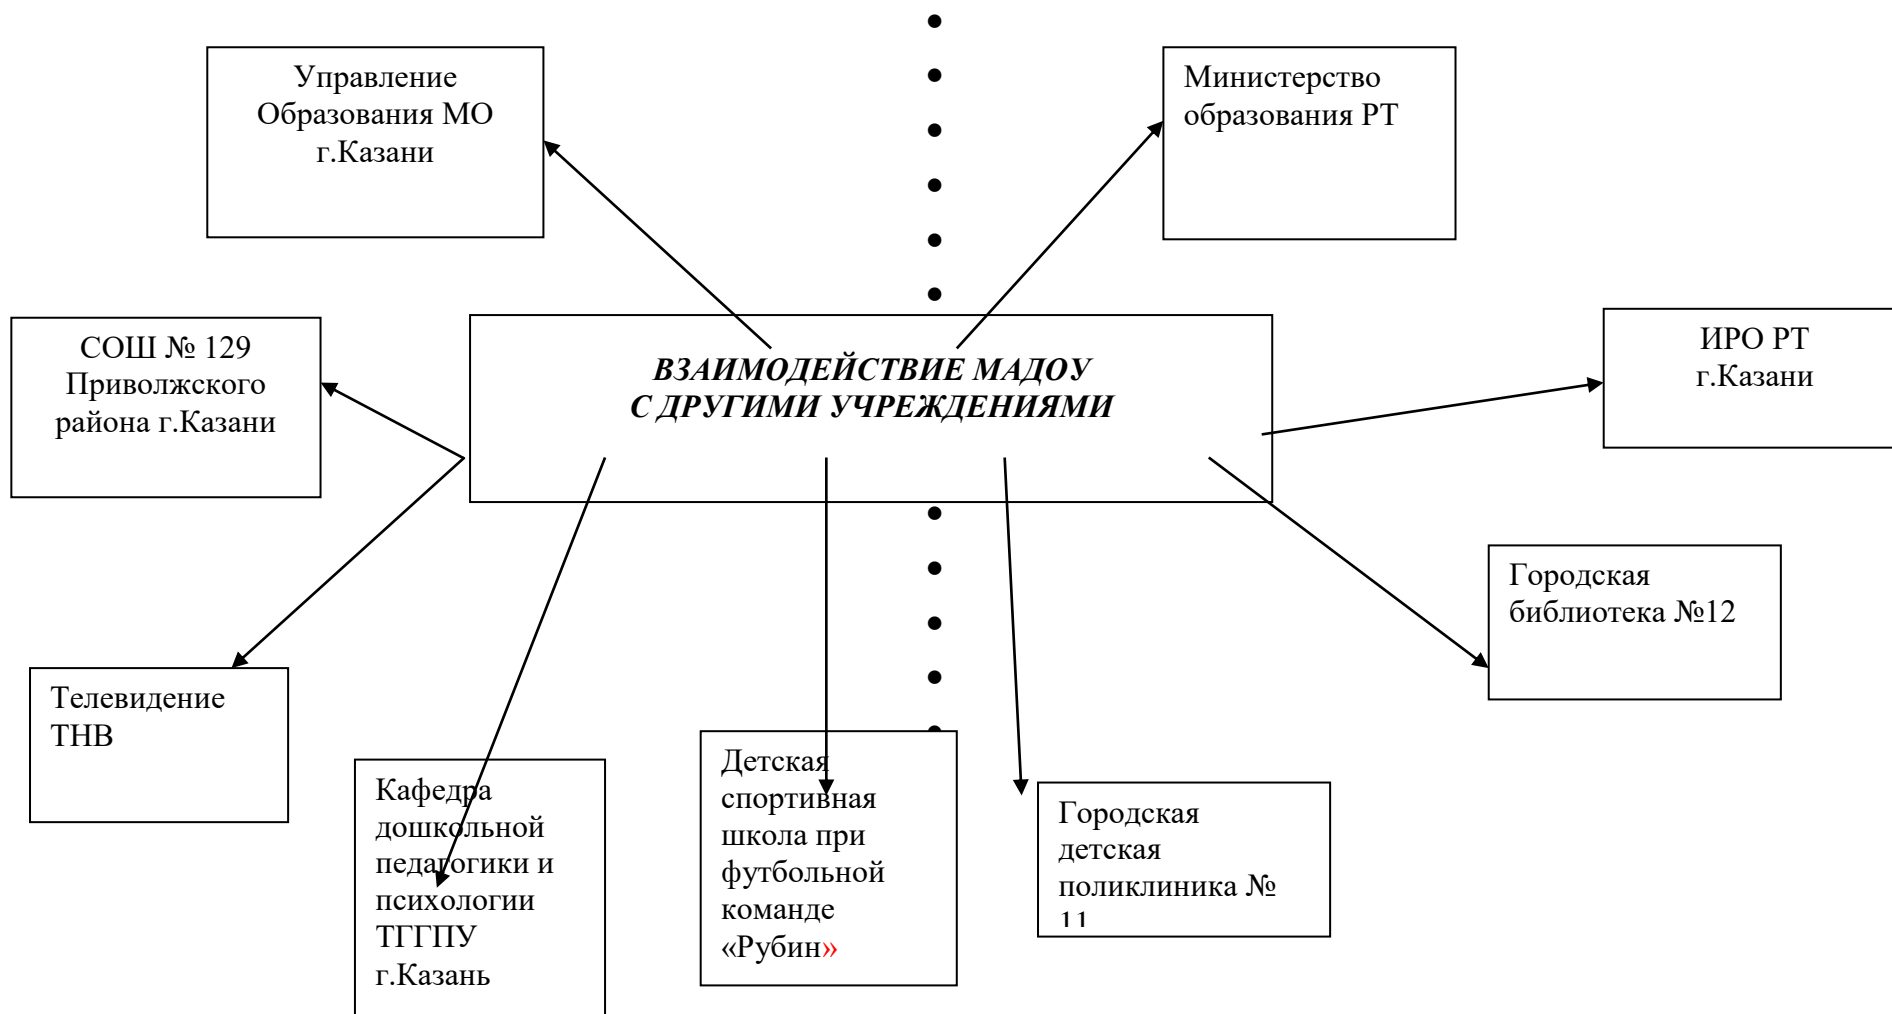 Управление
Образования МО
г.Казани
Министерство
образования РТ
СОШ № 129
Приволжского
района г.Казани
ВЗАИМОДЕЙСТВИЕ МАДОУ
С ДРУГИМИ УЧРЕЖДЕНИЯМИ
ИРО РТ
г.Казани
Городская
библиотека №12
Телевидение
ТНВ
Кафедра
дошкольной
педагогики и
психологии
ТГГПУ
г.Казань
Детская
спортивная
школа при
футбольной
команде
«Рубин»
Городская
детская
поликлиника №
11